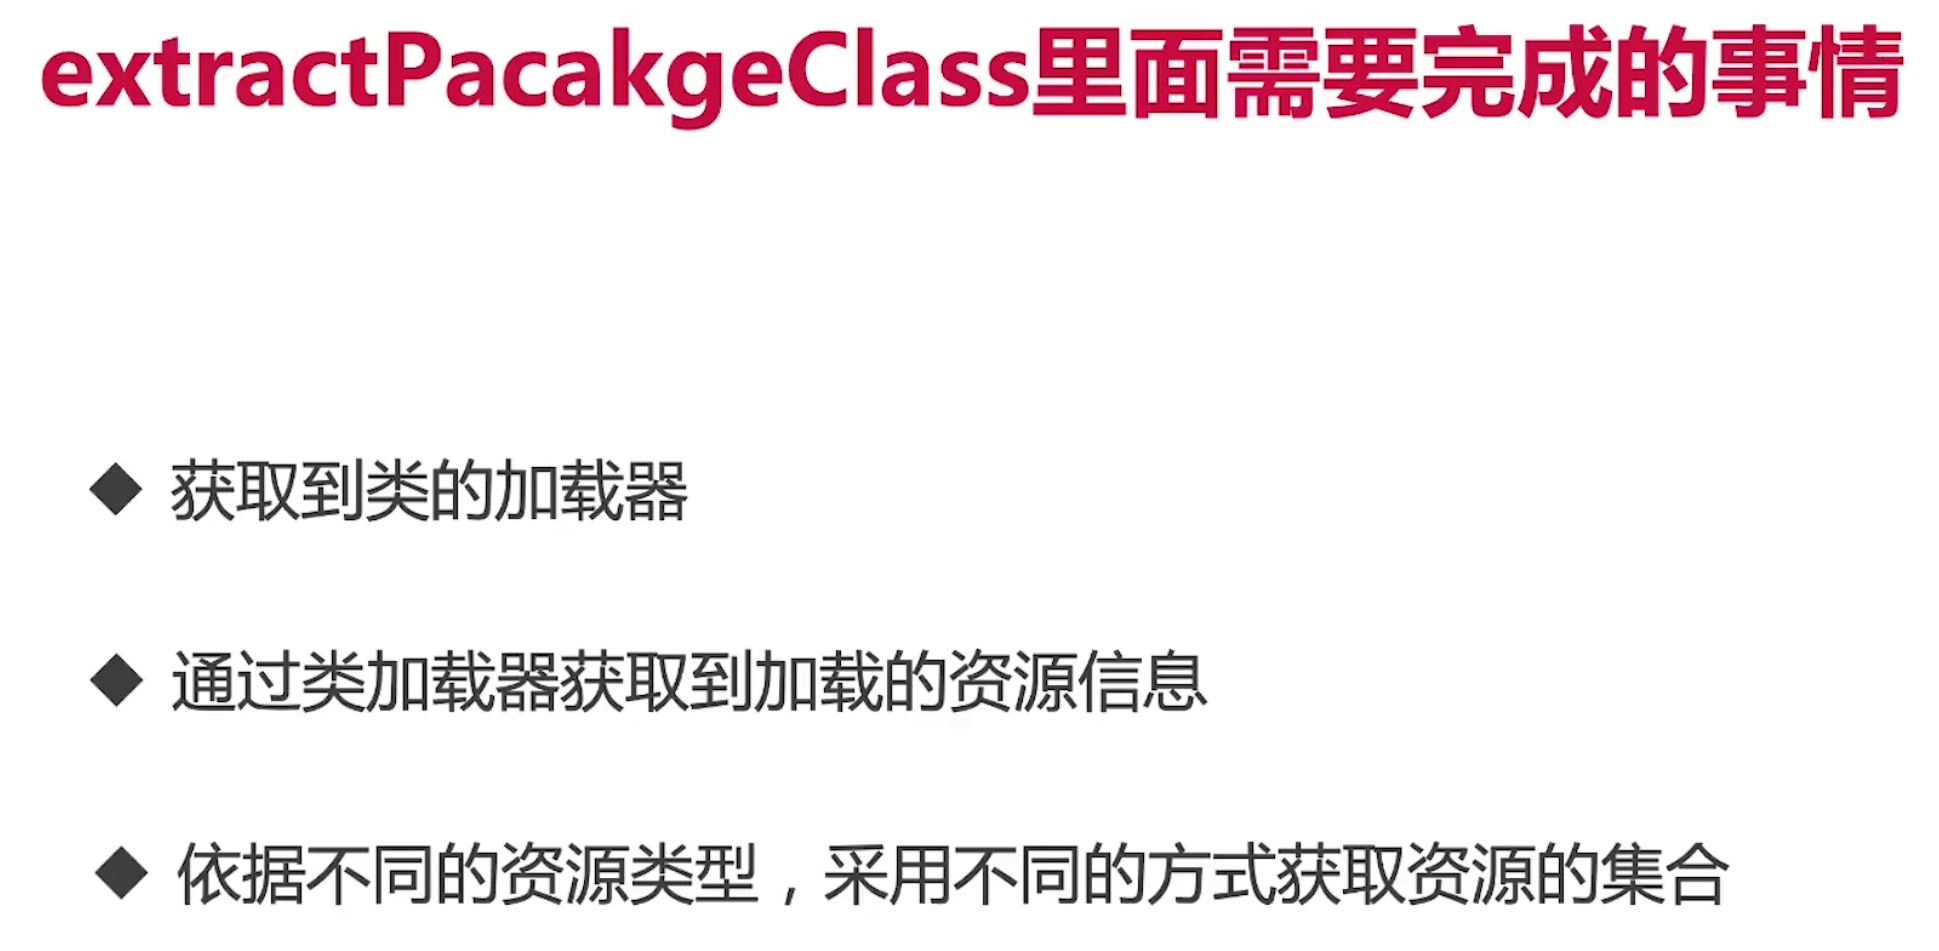 extractPacakgeClass里面需要完成的事情
◆ 获取到类的加载器
◆ 通过类加载器获取到加载的资源信息
◆ 依据不同的资源类型，采用不同的方式获取资源的集合